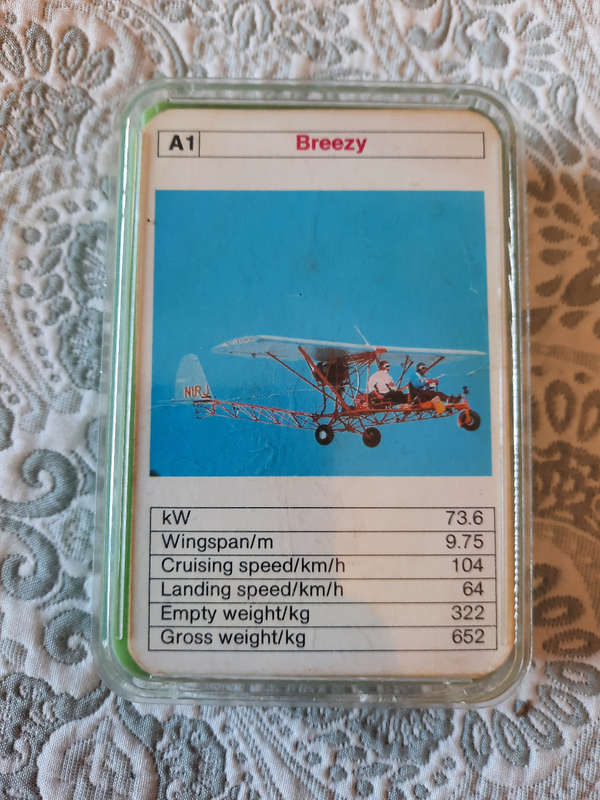 A1 Breezy
N1RJ
kW 73.6
Wingspan/m 9.75
Cruising speed/km/h 104
Landing speed/km/h 64
Empty weight/kg 322
Gross weight/kg 652